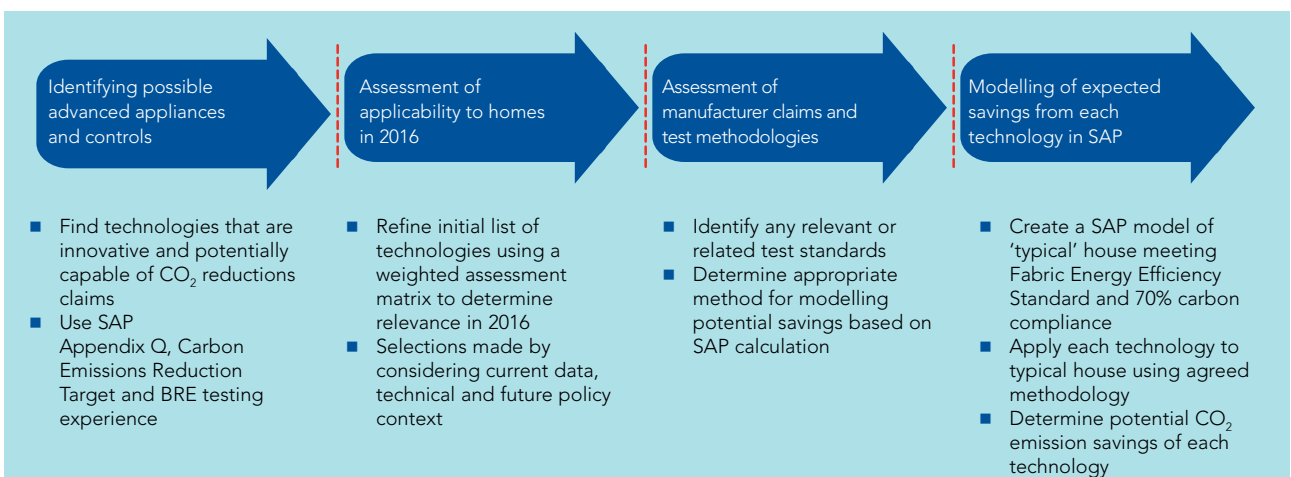 Identifying possible
advanced appliances
and controls
Assessment of
applicability to homes
in 2016
Assessment of
manufacturer claims and
test methodologies
Modelling of expected
savings from each
technology in SAP
■ Find technologies that are
innovative and potentially
capable of CO₂ reductions
claims
■ Use SAP
Appendix Q, Carbon
Emissions Reduction
Target and BRE testing
experience
■ Refine initial list of
technologies using a
weighted assessment
matrix to determine
relevance in 2016
■ Selections made by
considering current data,
technical and future policy
context
■ Identify any relevant or
related test standards
■ Determine appropriate
method for modelling
potential savings based on
SAP calculation
■ Create a SAP model of
‘typical’ house meeting
Fabric Energy Efficiency
Standard and 70% carbon
compliance
■ Apply each technology to
typical house using agreed
methodology
■ Determine potential CO₂
emission savings of each
technology